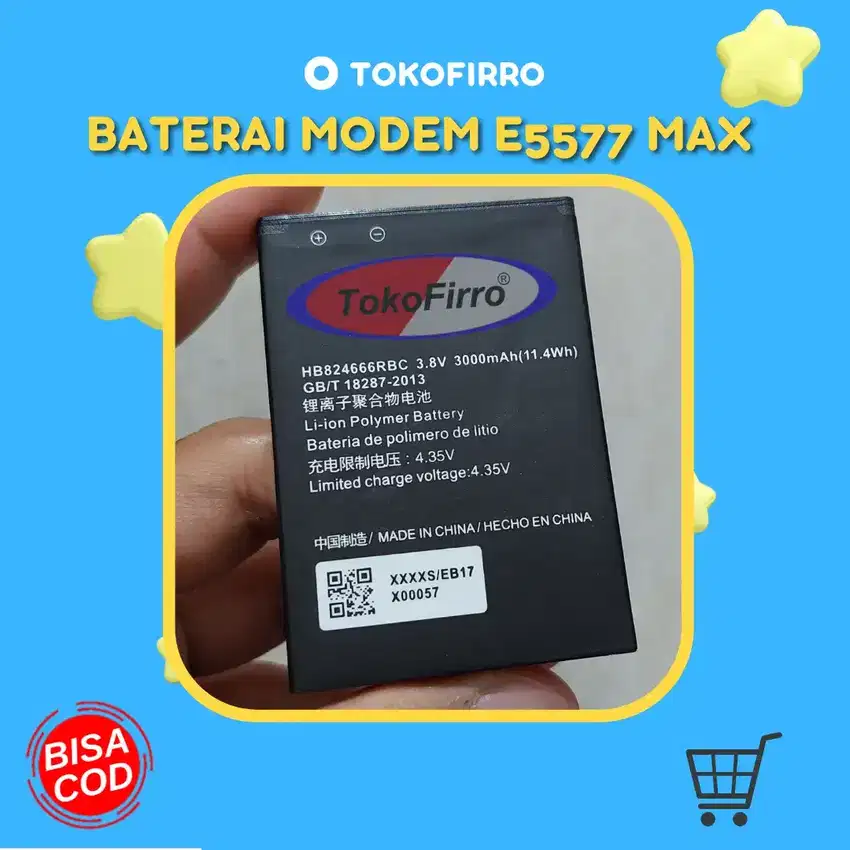 TOKOFIRRO
BATERAI MODEM E5577 MAX
TokoFirro®
HB824666RBC 3.8V 3000mAh(11.4Wh)
GB/T 18287-2013
锂离子聚合物电池
Li-ion Polymer Battery
Bateria de polimero de litio
充电限制电压：4.35V
Limited charge voltage:4.35V
中国制造/ MADE IN CHINA/HECHO EN CHINA
XXXXS/EB17
X00057
BISA
COD